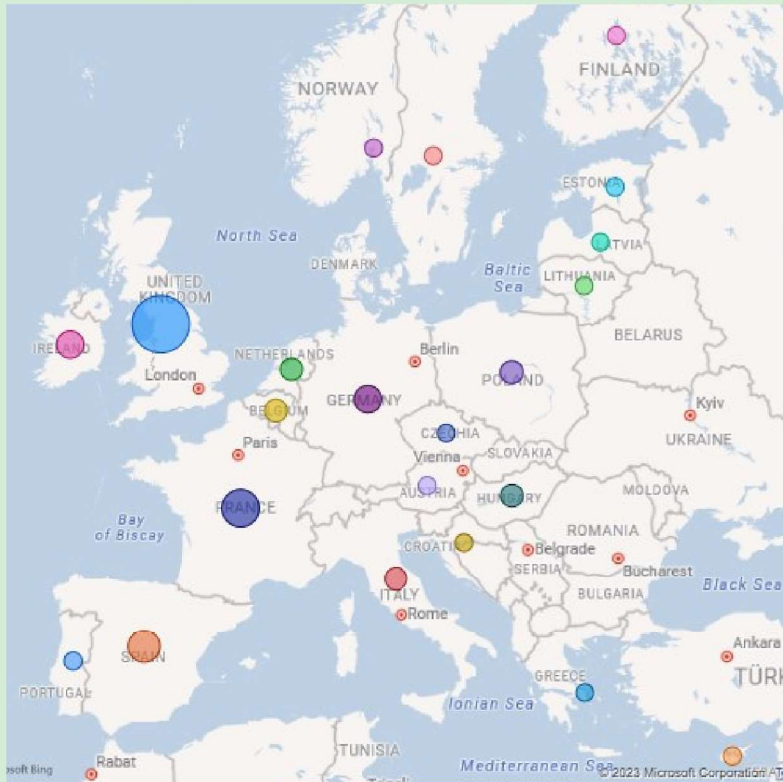 FINLAND
NORWAY
ESTONIA
North Sea
LATVIA
DENMARK
Baltic
Sea
LITHUANIA
UNITED
KINGDOM
BELARUS
IRELAND
NETHERLANDS
Berlin
London
POLAND
GERMANY
BELGIUM
Kyiv
CZECHIA
UKRAINE
Paris
Vienna
SLOVAKIA
AUSTRIA
HUNGARY
MOLDOVA
FRANCE
Bay
of Biscay
ROMANIA
CROATIA
Belgrade
SERBIA
Bucharest
Black Sea
ITALY
BULGARIA
Rome
Ankara
SPAIN
GREECE
TÜRK
PORTUGAL
Ionian Sea
TUNISIA
Rabat
Mediterranean Sea
osoft Bing
© 2023 Microsoft Corporation